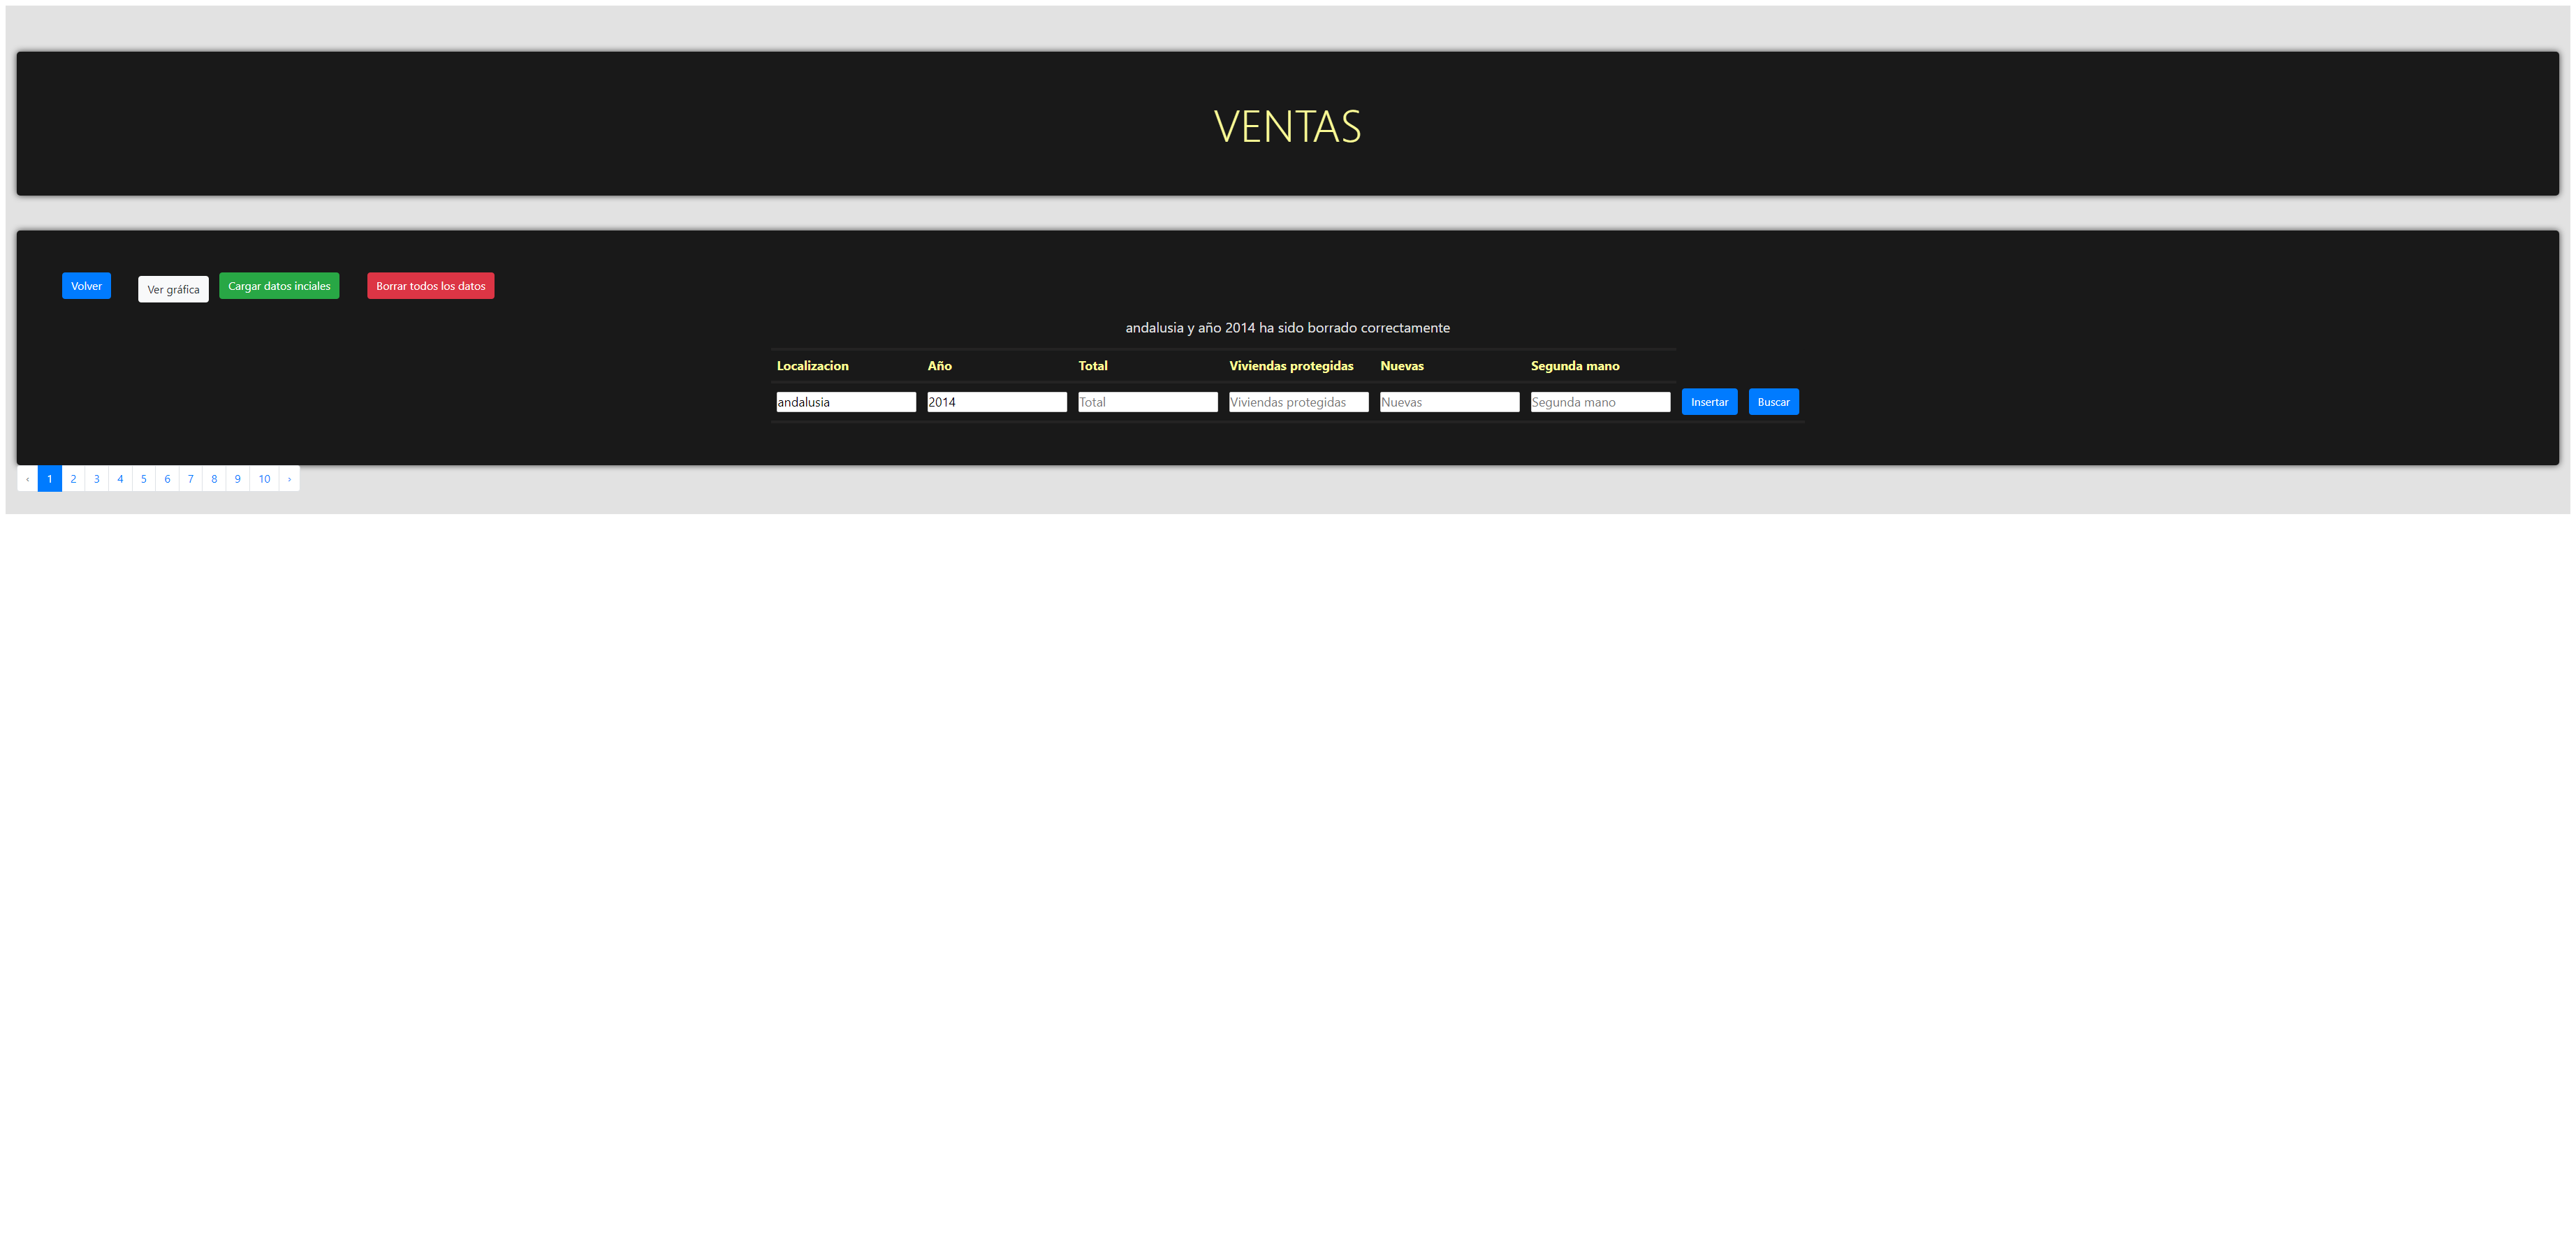 VENTAS
Volver Ver gráfica Cargar datos inciales Borrar todos los datos
andalusia y año 2014 ha sido borrado correctamente
Localizacion Año Total Viviendas protegidas Nuevas Segunda mano
andalusia 2014 Total Viviendas protegidas Nuevas Segunda mano Insertar Buscar
‹ 1 2 3 4 5 6 7 8 9 10 ›